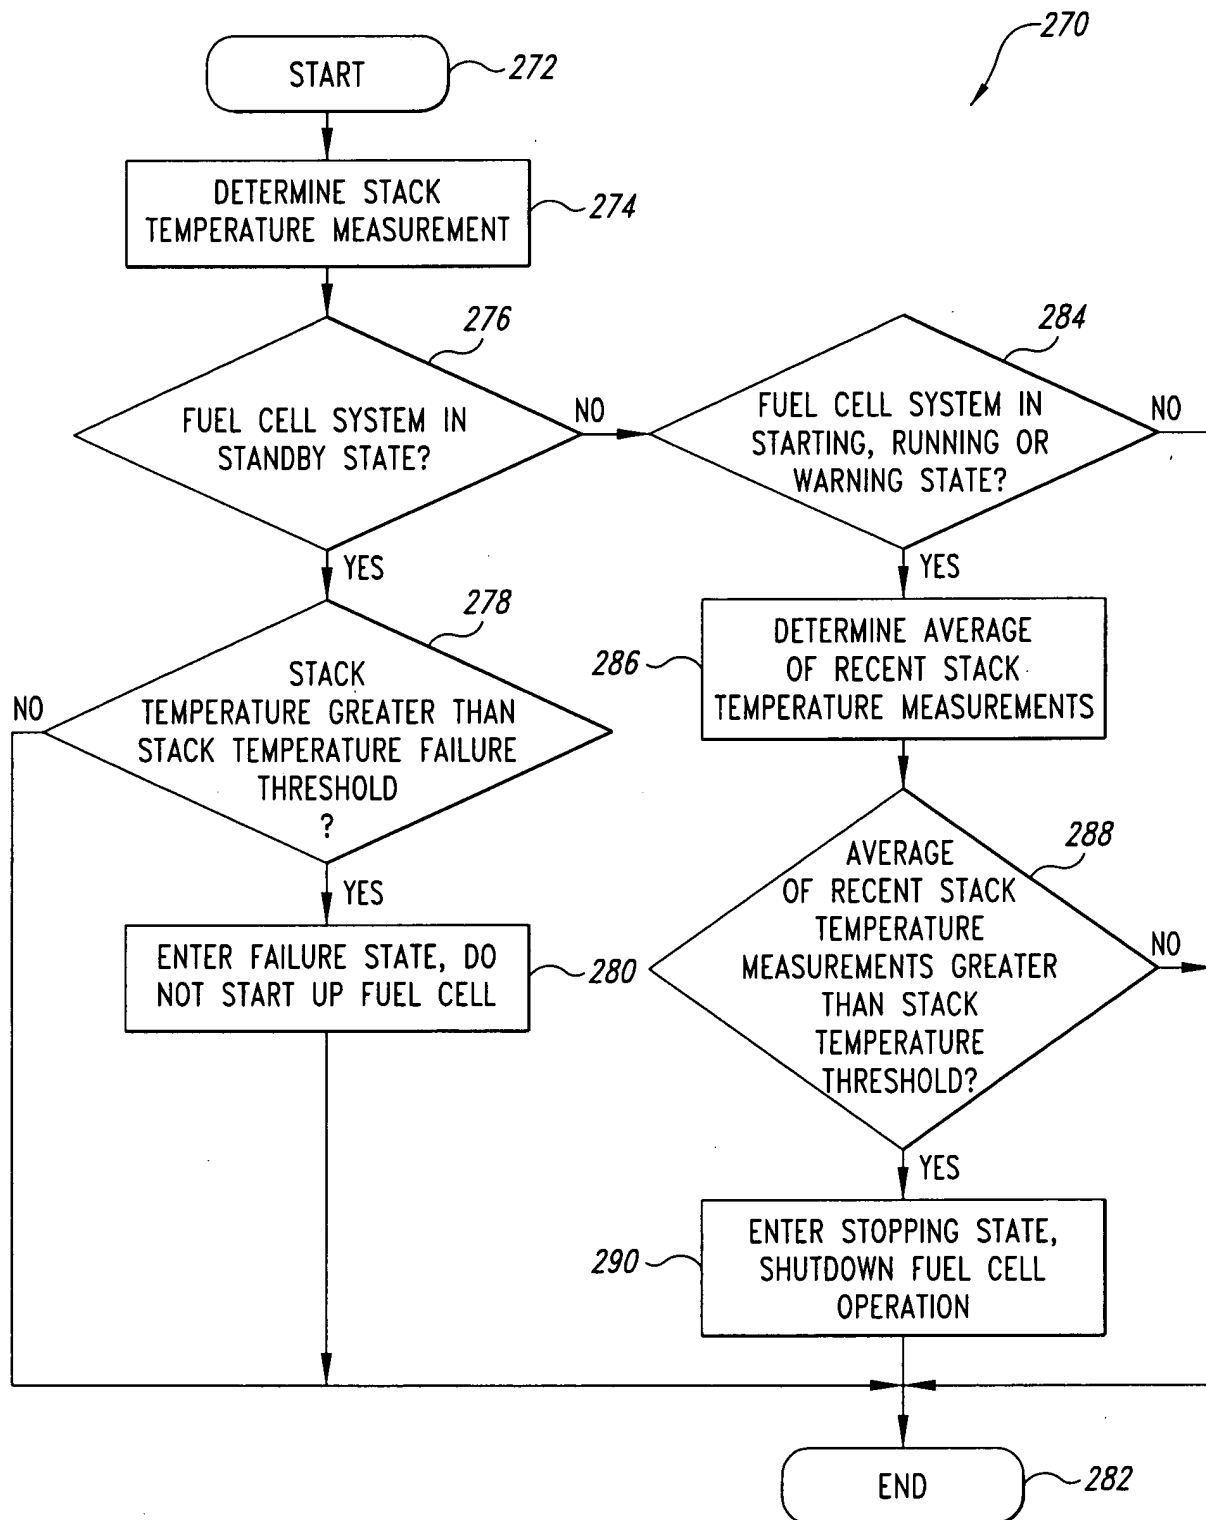 270
START
272
DETERMINE STACK
TEMPERATURE MEASUREMENT
274
276
FUEL CELL SYSTEM IN
STANDBY STATE?
NO
YES
284
FUEL CELL SYSTEM IN
STARTING, RUNNING OR
WARNING STATE?
NO
YES
278
STACK
TEMPERATURE GREATER THAN
STACK TEMPERATURE FAILURE
THRESHOLD
?
NO
YES
286
DETERMINE AVERAGE
OF RECENT STACK
TEMPERATURE MEASUREMENTS
288
AVERAGE
OF RECENT STACK
TEMPERATURE
MEASUREMENTS GREATER
THAN STACK
TEMPERATURE
THRESHOLD?
NO
YES
ENTER FAILURE STATE, DO
NOT START UP FUEL CELL
280
290
ENTER STOPPING STATE,
SHUTDOWN FUEL CELL
OPERATION
END
282